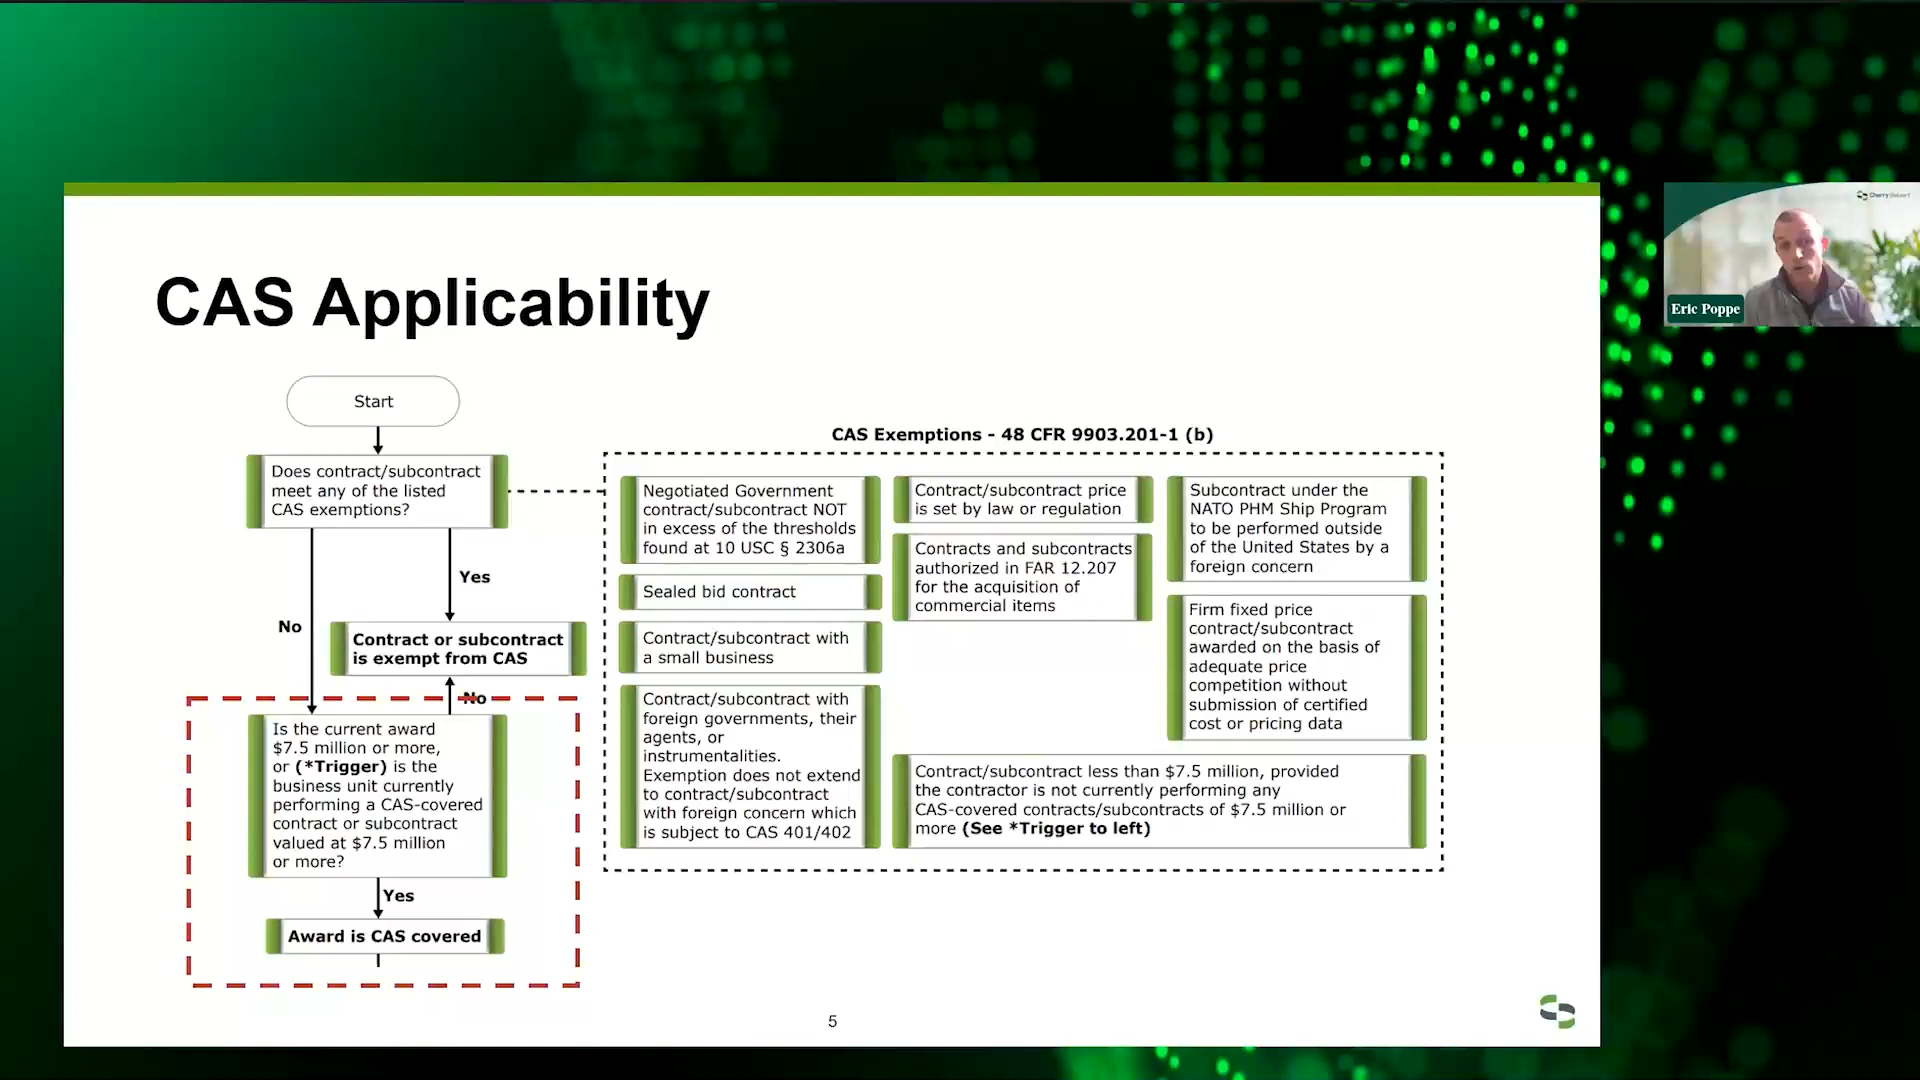 Cherry Bekaert
Eric Poppe
CAS Applicability
Start
Does contract/subcontract
meet any of the listed
CAS exemptions?
Yes
No
Contract or subcontract
is exempt from CAS
No
Is the current award
$7.5 million or more,
or (*Trigger) is the
business unit currently
performing a CAS-covered
contract or subcontract
valued at $7.5 million
or more?
Yes
Award is CAS covered
CAS Exemptions - 48 CFR 9903.201-1 (b)
Negotiated Government
contract/subcontract NOT
in excess of the thresholds
found at 10 USC § 2306a
Sealed bid contract
Contract/subcontract with
a small business
Contract/subcontract with
foreign governments, their
agents, or
instrumentalities.
Exemption does not extend
to contract/subcontract
with foreign concern which
is subject to CAS 401/402
Contract/subcontract price
is set by law or regulation
Contracts and subcontracts
authorized in FAR 12.207
for the acquisition of
commercial items
Subcontract under the
NATO PHM Ship Program
to be performed outside
of the United States by a
foreign concern
Firm fixed price
contract/subcontract
awarded on the basis of
adequate price
competition without
submission of certified
cost or pricing data
Contract/subcontract less than $7.5 million, provided
the contractor is not currently performing any
CAS-covered contracts/subcontracts of $7.5 million or
more (See *Trigger to left)
5